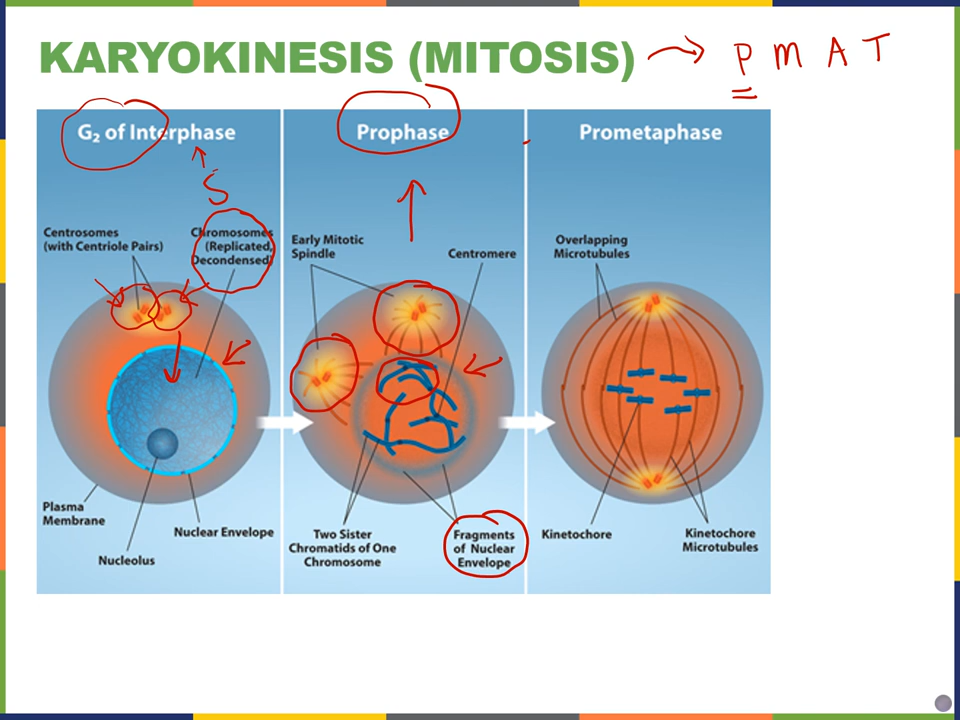 KARYOKINESIS (MITOSIS) → P M A T
G₂ of Interphase
S
Centrosomes
(with Centriole Pairs)
Chromosomes
(Replicated,
Decondensed)
Plasma
Membrane
Nucleolus
Nuclear Envelope
Prophase
Early Mitotic
Spindle
Centromere
Two Sister
Chromatids of One
Chromosome
Fragments
of Nuclear
Envelope
Prometaphase
Overlapping
Microtubules
Kinetochore
Kinetochore
Microtubules